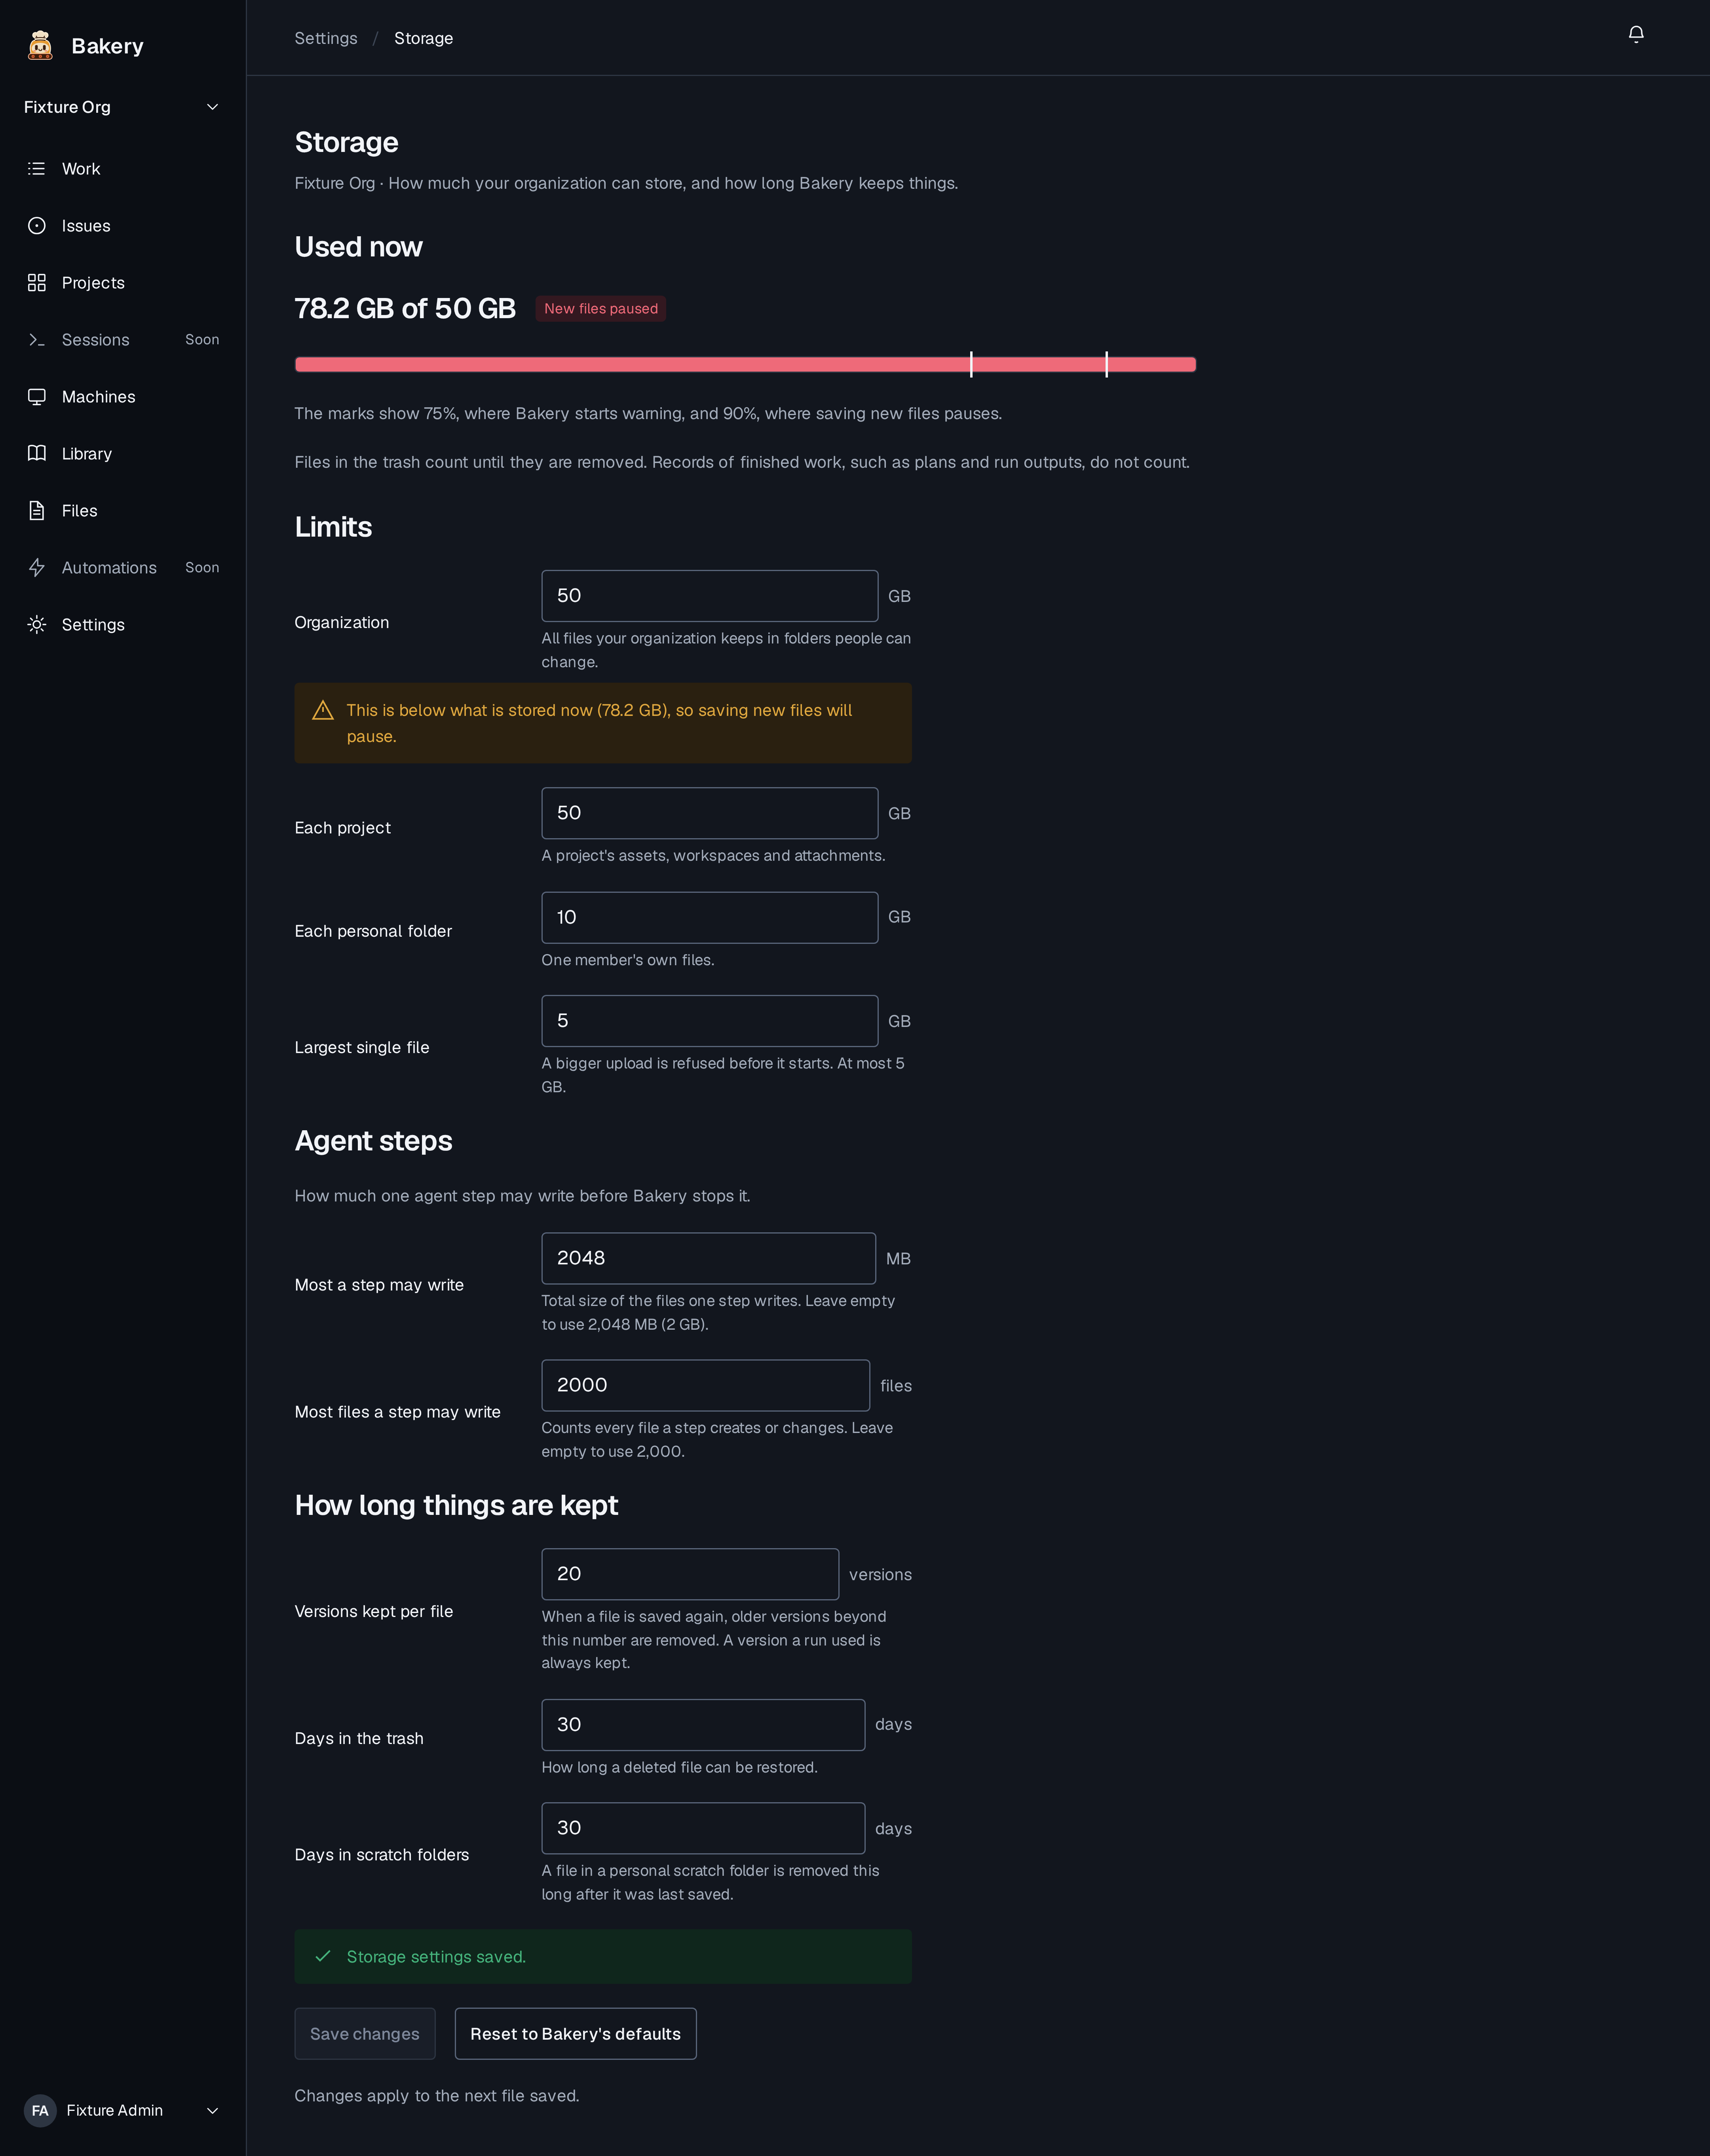 Bakery
Fixture Org
Work
Issues
Projects
Sessions Soon
Machines
Library
Files
Automations Soon
Settings
FA Fixture Admin
Settings / Storage
Storage
Fixture Org · How much your organization can store, and how long Bakery keeps things.
Used now
78.2 GB of 50 GB New files paused
The marks show 75%, where Bakery starts warning, and 90%, where saving new files pauses.
Files in the trash count until they are removed. Records of finished work, such as plans and run outputs, do not count.
Limits
Organization
50 GB
All files your organization keeps in folders people can
change.
This is below what is stored now (78.2 GB), so saving new files will
pause.
Each project
50 GB
A project's assets, workspaces and attachments.
Each personal folder
10 GB
One member's own files.
Largest single file
5 GB
A bigger upload is refused before it starts. At most 5
GB.
Agent steps
How much one agent step may write before Bakery stops it.
Most a step may write
2048 MB
Total size of the files one step writes. Leave empty
to use 2,048 MB (2 GB).
Most files a step may write
2000 files
Counts every file a step creates or changes. Leave
empty to use 2,000.
How long things are kept
Versions kept per file
20 versions
When a file is saved again, older versions beyond
this number are removed. A version a run used is
always kept.
Days in the trash
30 days
How long a deleted file can be restored.
Days in scratch folders
30 days
A file in a personal scratch folder is removed this
long after it was last saved.
Storage settings saved.
Save changes Reset to Bakery's defaults
Changes apply to the next file saved.